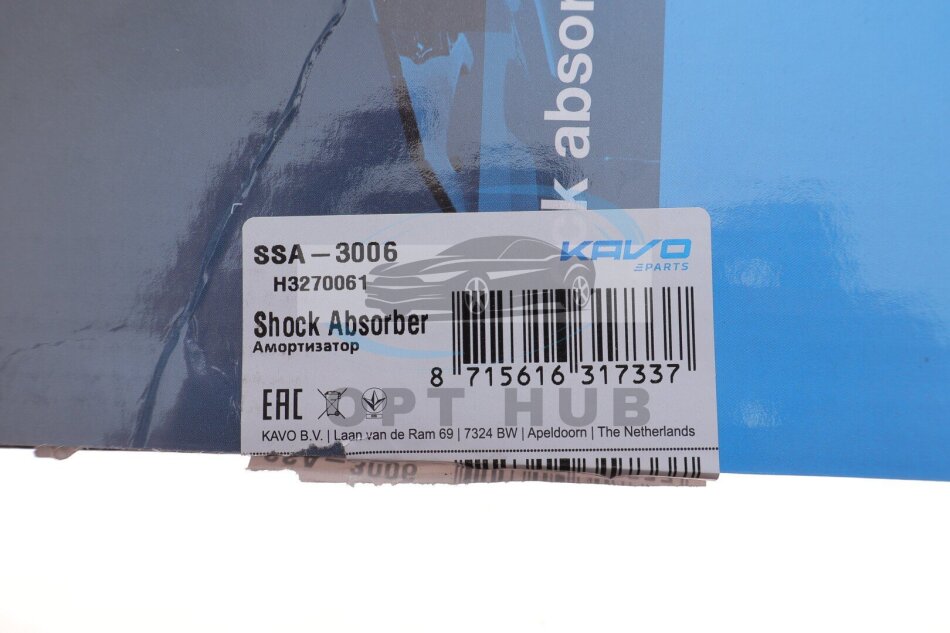 k absor
SSA-3006
H3270061
KAVO
PARTS
Shock Absorber
Амортизатор
8 715616 317337
EAC
OPT HUB
KAVO B.V. | Laan van de Ram 69 | 7324 BW | Apeldoorn | The Netherlands
3006